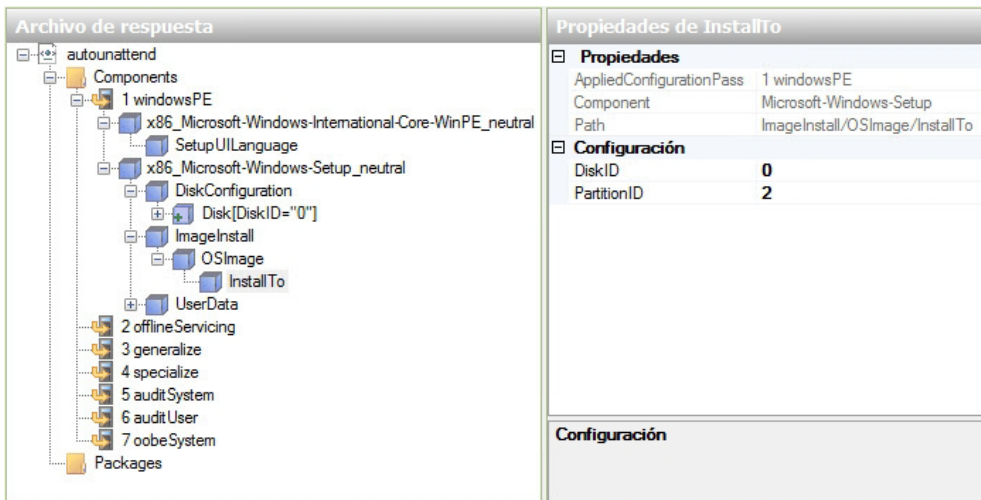 Archivo de respuesta
autounattend
Components
1 windowsPE
x86_Microsoft-Windows-International-Core-WinPE_neutral
SetupUILanguage
x86_Microsoft-Windows-Setup_neutral
DiskConfiguration
Disk[DiskID="0"]
ImageInstall
OSImage
InstallTo
UserData
2 offlineServicing
3 generalize
4 specialize
5 auditSystem
6 auditUser
7 oobeSystem
Packages
Propiedades de InstallTo
Propiedades
AppliedConfigurationPass 1 windowsPE
Component Microsoft-Windows-Setup
Path ImageInstall/OSImage/InstallTo
Configuración
DiskID 0
PartitionID 2
Configuración